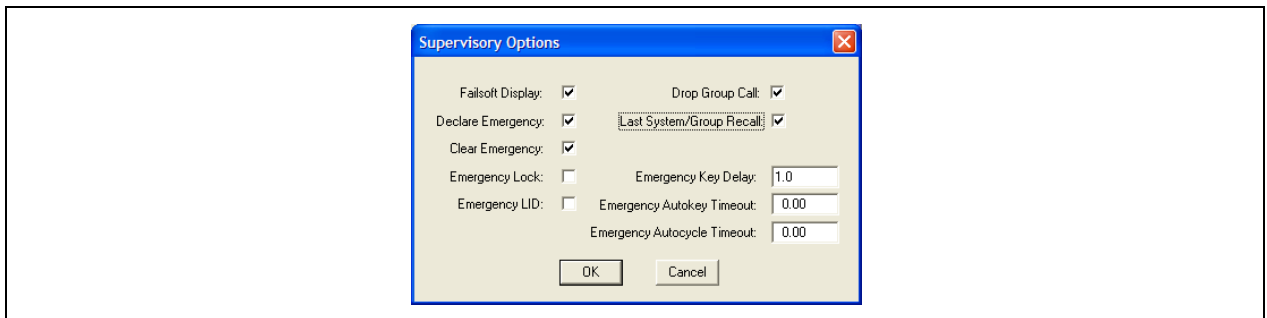 Supervisory Options
Failsoft Display:
Drop Group Call:
Declare Emergency:
Last System/Group Recall:
Clear Emergency:
Emergency Lock:
Emergency Key Delay: 1.0
Emergency LID:
Emergency Autokey Timeout: 0.00
Emergency Autocycle Timeout: 0.00
OK
Cancel